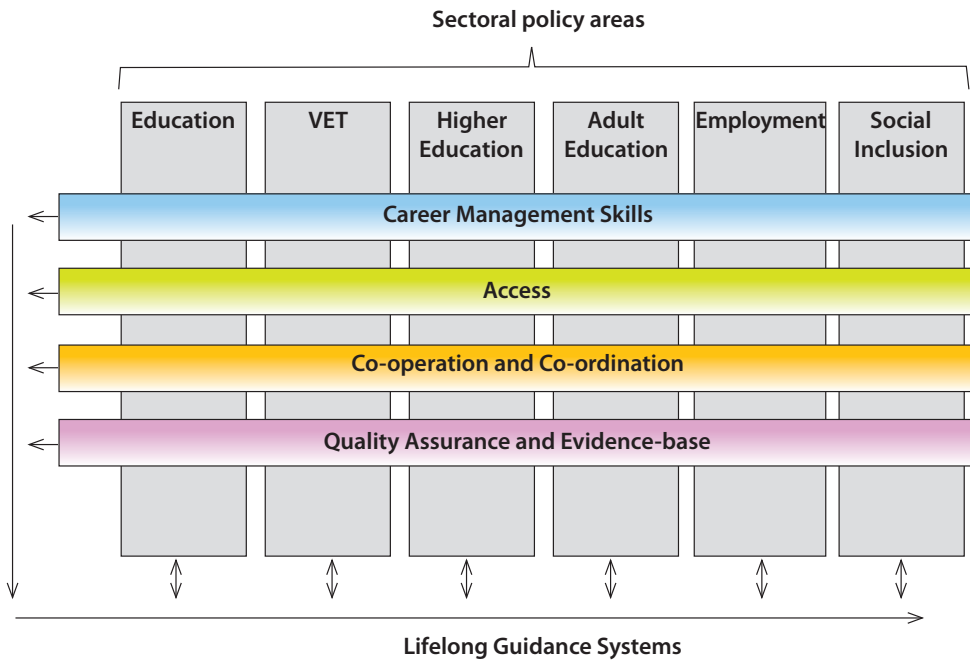 Sectoral policy areas
Education
VET
Higher
Education
Adult
Education
Employment
Social
Inclusion
Career Management Skills
Access
Co-operation and Co-ordination
Quality Assurance and Evidence-base
Lifelong Guidance Systems